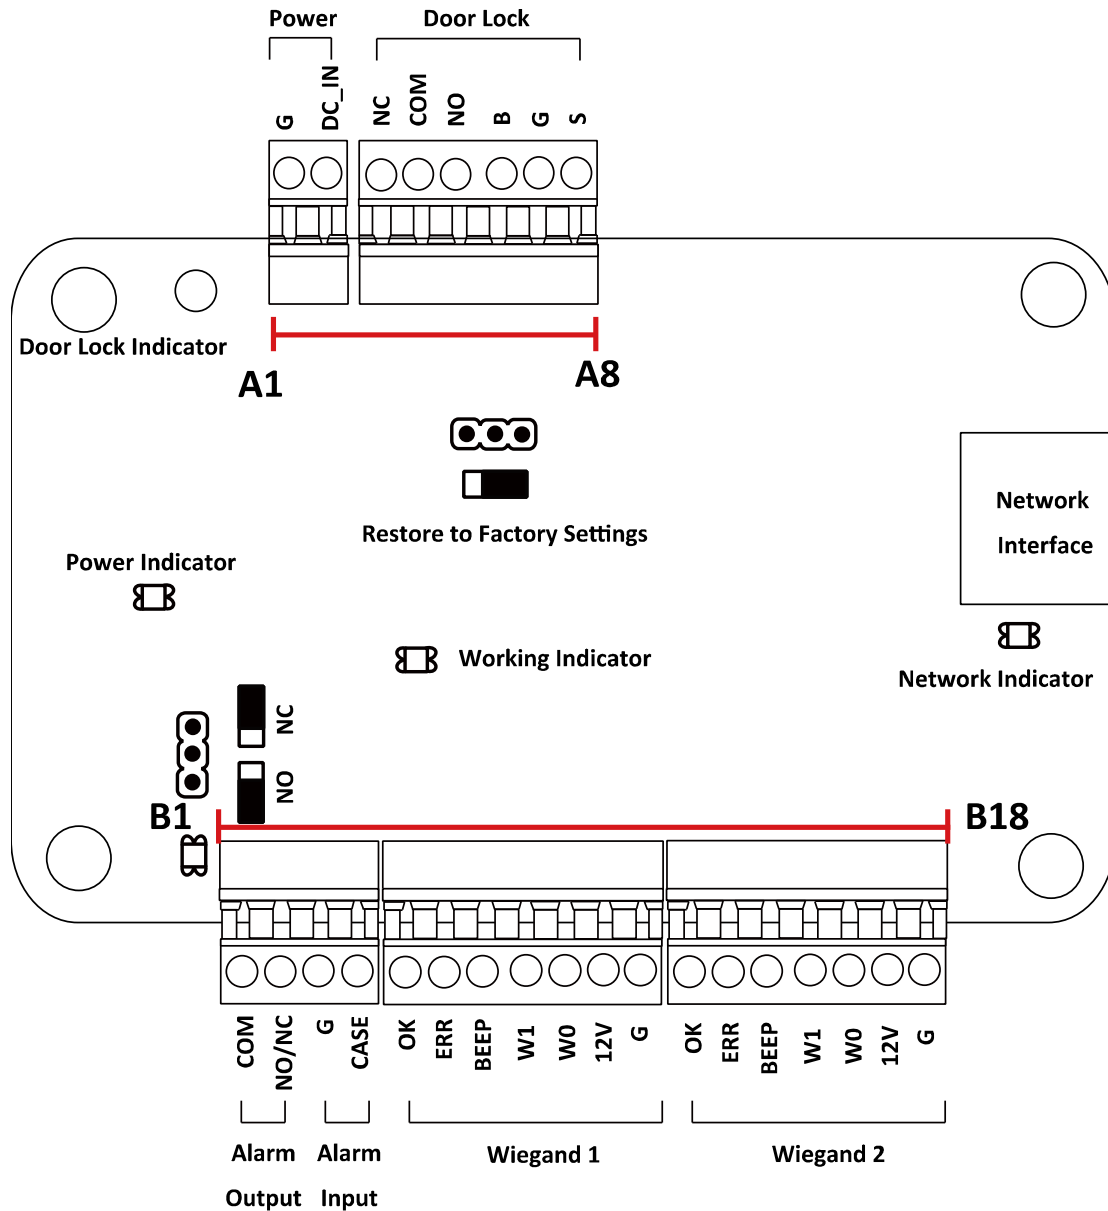 Power
Door Lock
G
DC_IN
NC
COM
NO
B
G
S
Door Lock Indicator
A1
A8
Restore to Factory Settings
Network
Interface
Power Indicator
Working Indicator
Network Indicator
NC
NO
B1
B18
COM
NO/NC
G
CASE
OK
ERR
BEEP
W1
W0
12V
G
OK
ERR
BEEP
W1
W0
12V
G
Alarm
Output
Alarm
Input
Wiegand 1
Wiegand 2